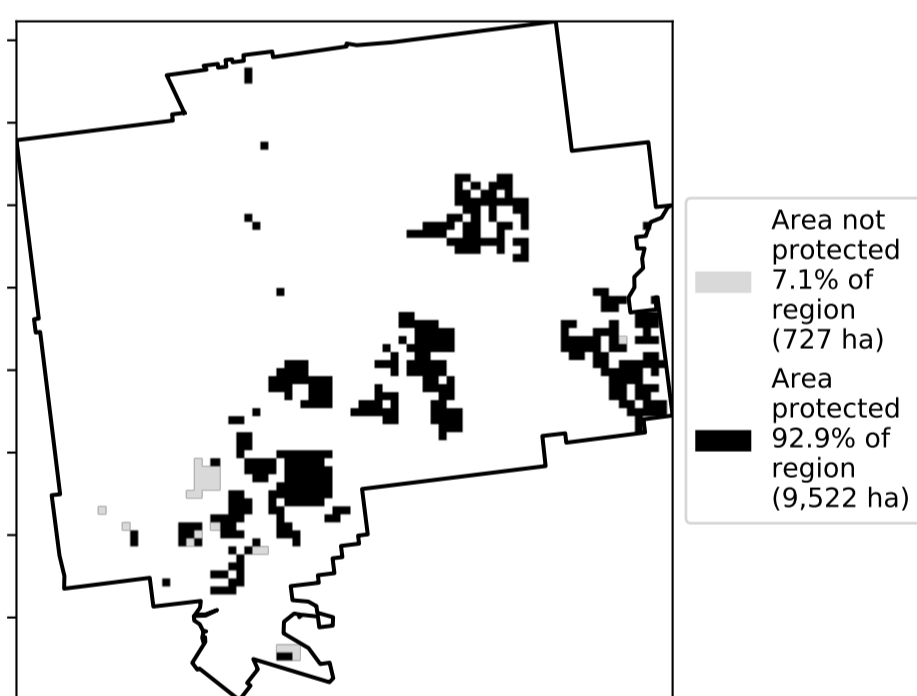 Area not
protected
7.1% of
region
(727 ha)
Area
protected
92.9% of
region
(9,522 ha)